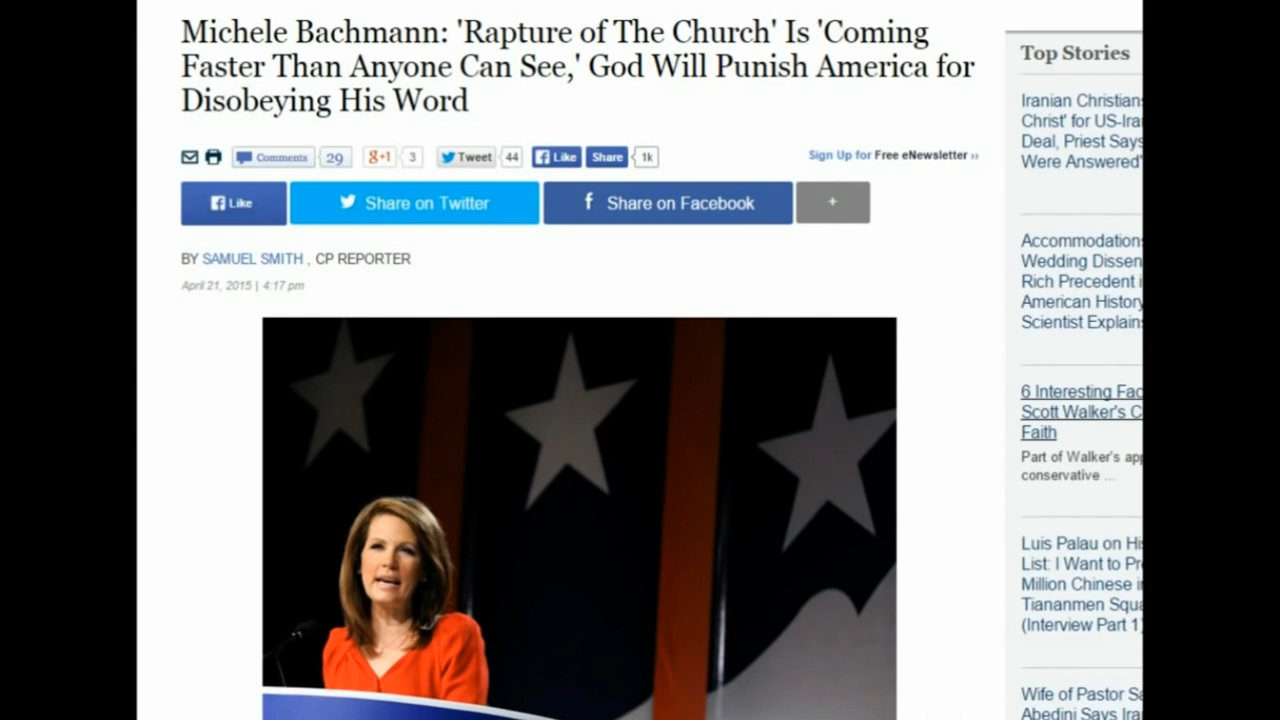 Michele Bachmann: 'Rapture of The Church' Is 'Coming
Faster Than Anyone Can See,' God Will Punish America for
Disobeying His Word
Comments 29 g+1 3 Tweet 44 Like Share 1k
Sign Up for Free eNewsletter ››
Like Share on Twitter Share on Facebook +
BY SAMUEL SMITH , CP REPORTER
April 21, 2015 | 4:17 pm
Top Stories
Iranian Christian
Christ' for US-Ira
Deal, Priest Says
Were Answered'
Accommodation
Wedding Dissen
Rich Precedent i
American History
Scientist Explain
6 Interesting Fac
Scott Walker's C
Faith
Part of Walker's app
conservative ...
Luis Palau on Hi
List: I Want to Pr
Million Chinese i
Tiananmen Squa
(Interview Part 1)
Wife of Pastor Sa
Abedini Says Ira